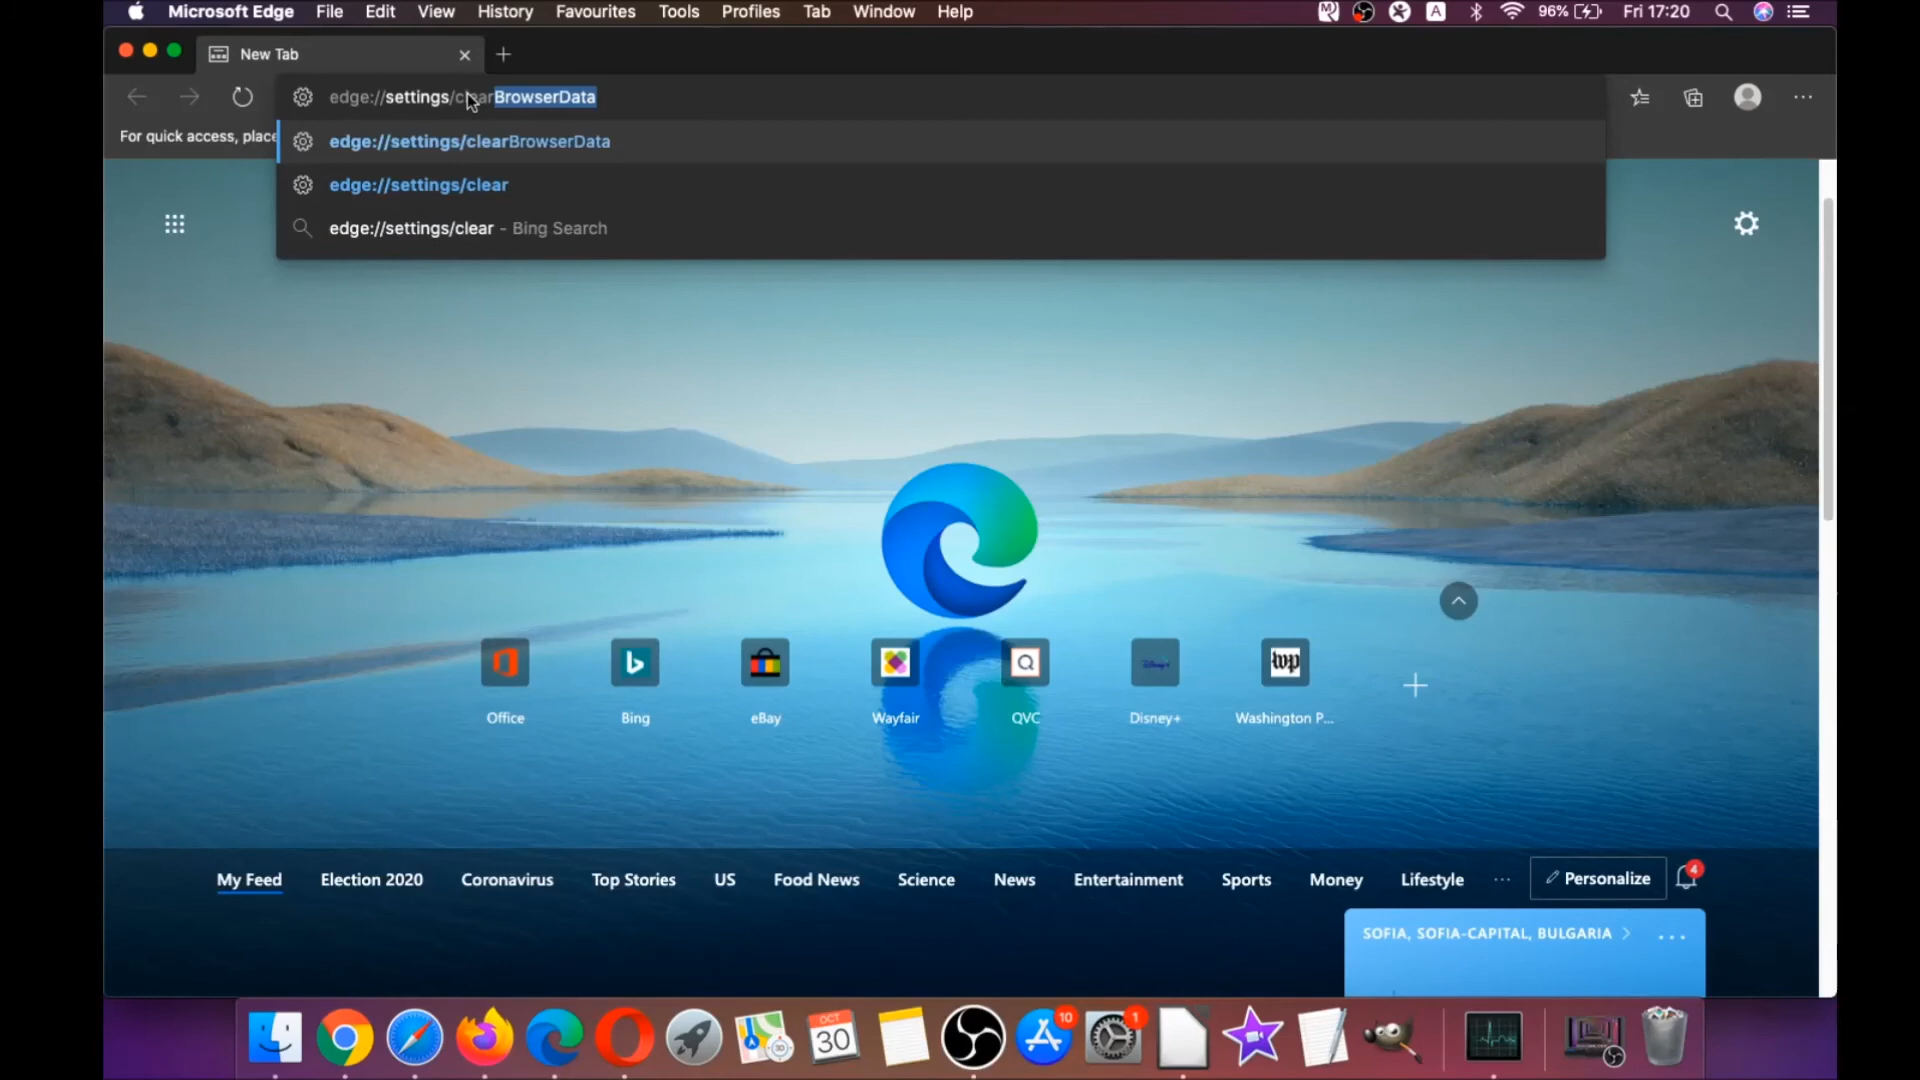 Microsoft Edge File Edit View History Favourites Tools Profiles Tab Window Help A 96% Fri 17:20
New Tab
edge://settings/clearBrowserData
For quick access, place
edge://settings/clearBrowserData
edge://settings/clear
edge://settings/clear - Bing Search
Office Bing eBay Wayfair QVC Disney+ Washington P...
My Feed Election 2020 Coronavirus Top Stories US Food News Science News Entertainment Sports Money Lifestyle ... Personalize 4
SOFIA, SOFIA-CAPITAL, BULGARIA
OCT
30
10
1